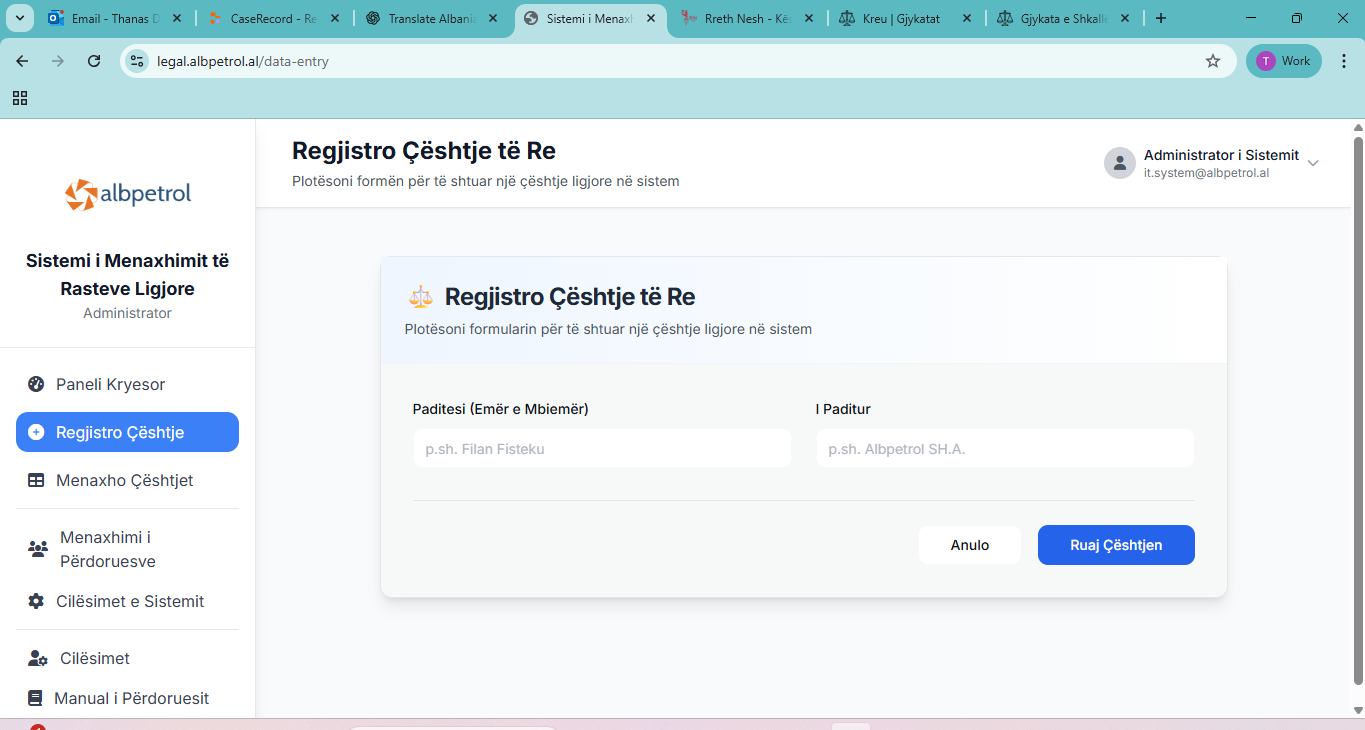 Email - Thanas D
CaseRecord - Re
Translate Albani
Sistemi i Menaxh
Rreth Nesh - Kës
Kreu | Gjykatat
Gjykata e Shkallë
legal.albpetrol.al/data-entry
T
Work
albpetrol
Sistemi i Menaxhimit të
Rasteve Ligjore
Administrator
Paneli Kryesor
Regjistro Çështje
Menaxho Çështjet
Menaxhimi i
Përdoruesve
Cilësimet e Sistemit
Cilësimet
Manual i Përdoruesit
Regjistro Çështje të Re
Plotësoni formën për të shtuar një çështje ligjore në sistem
Administrator i Sistemit
it.system@albpetrol.al
Regjistro Çështje të Re
Plotësoni formularin për të shtuar një çështje ligjore në sistem
Paditesi (Emër e Mbiemër)
I Paditur
p.sh. Filan Fisteku
p.sh. Albpetrol SH.A.
Anulo
Ruaj Çështjen